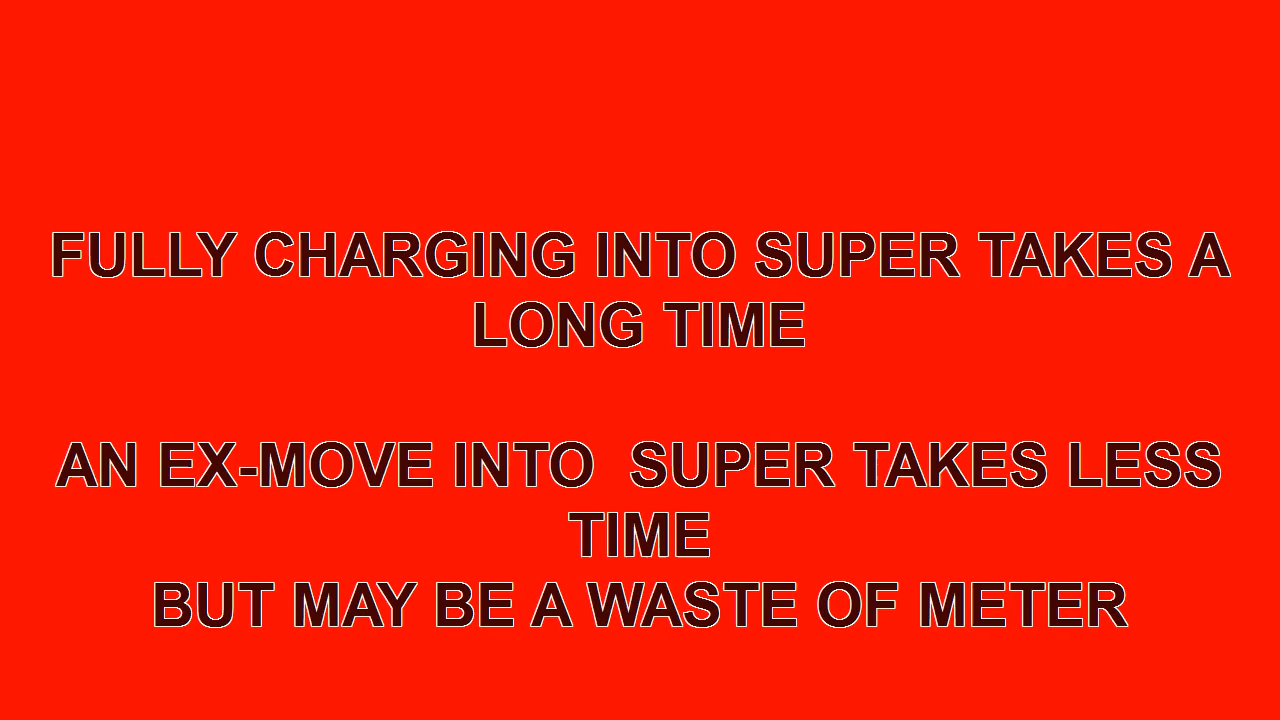 FULLY CHARGING INTO SUPER TAKES A
LONG TIME
AN EX-MOVE INTO  SUPER TAKES LESS
TIME
BUT MAY BE A WASTE OF METER